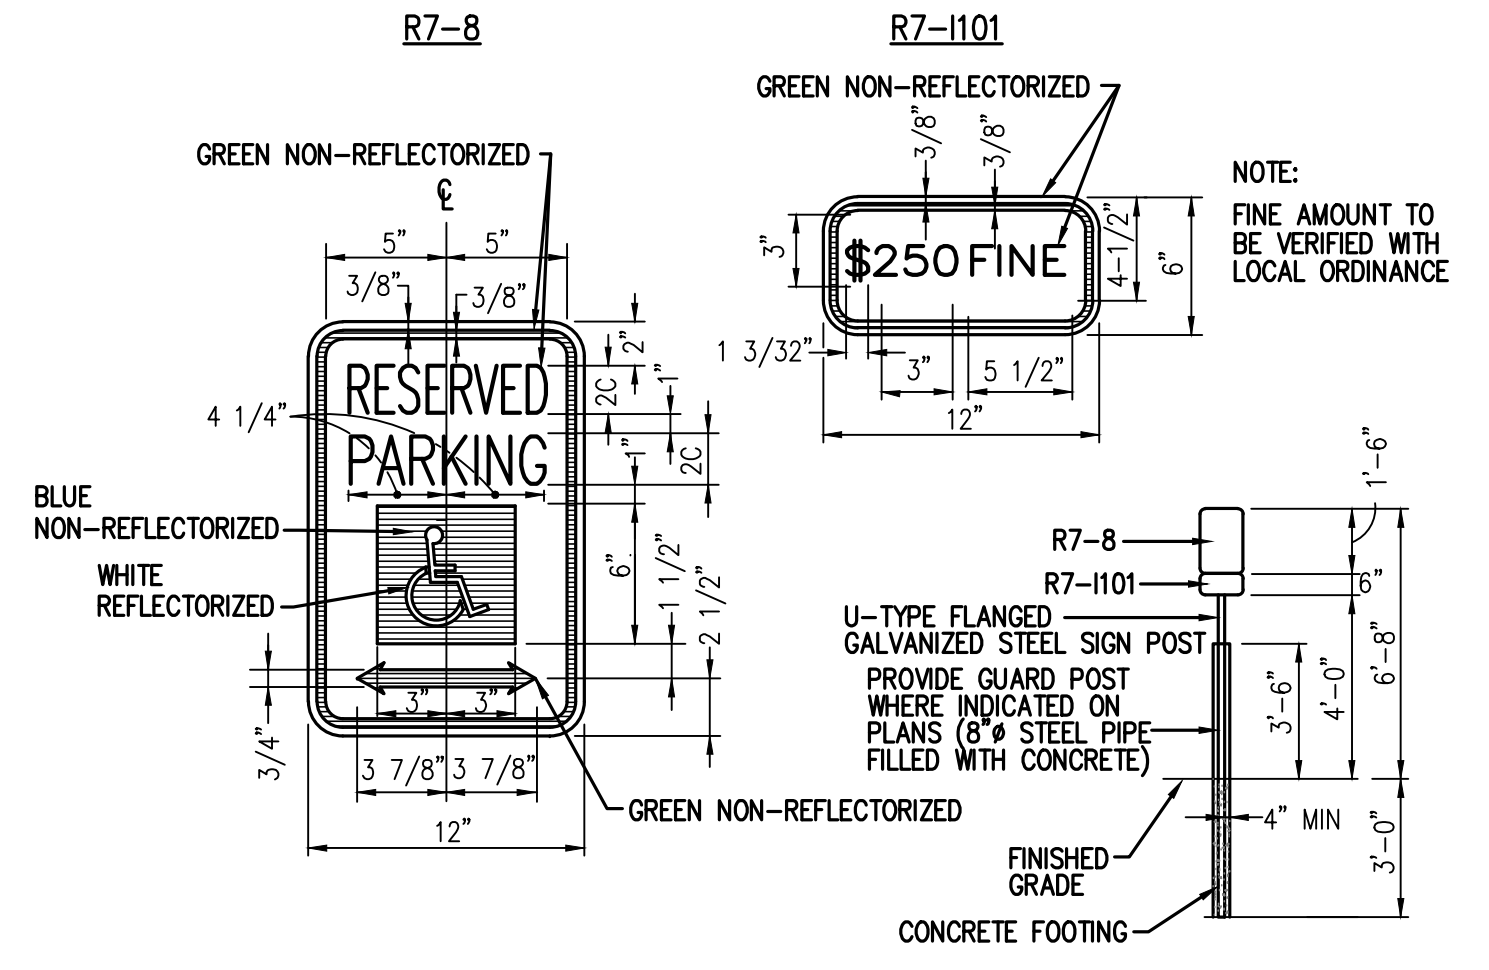 R7-8
GREEN NON-REFLECTORIZED
℄
5" 5"
3/8" 3/8"
2"
RESERVED
2C 1"
4 1/4"
PARKING
1" 2C
BLUE
NON-REFLECTORIZED
WHITE
REFLECTORIZED
6" 1 1/2"
2 1/2"
3" 3"
3/4"
3 7/8" 3 7/8"
GREEN NON-REFLECTORIZED
12"
R7-I101
GREEN NON-REFLECTORIZED
3/8" 3/8"
3"
$250 FINE
4-1/2" 6"
1 3/32"
3" 5 1/2"
12"
NOTE:
FINE AMOUNT TO
BE VERIFIED WITH
LOCAL ORDINANCE
1'-6"
R7-8
R7-I101
6"
U-TYPE FLANGED
GALVANIZED STEEL SIGN POST
PROVIDE GUARD POST
WHERE INDICATED ON
PLANS (8"ø STEEL PIPE
FILLED WITH CONCRETE)
3'-6" 4'-0" 6'-8"
4" MIN
3'-0"
FINISHED
GRADE
CONCRETE FOOTING